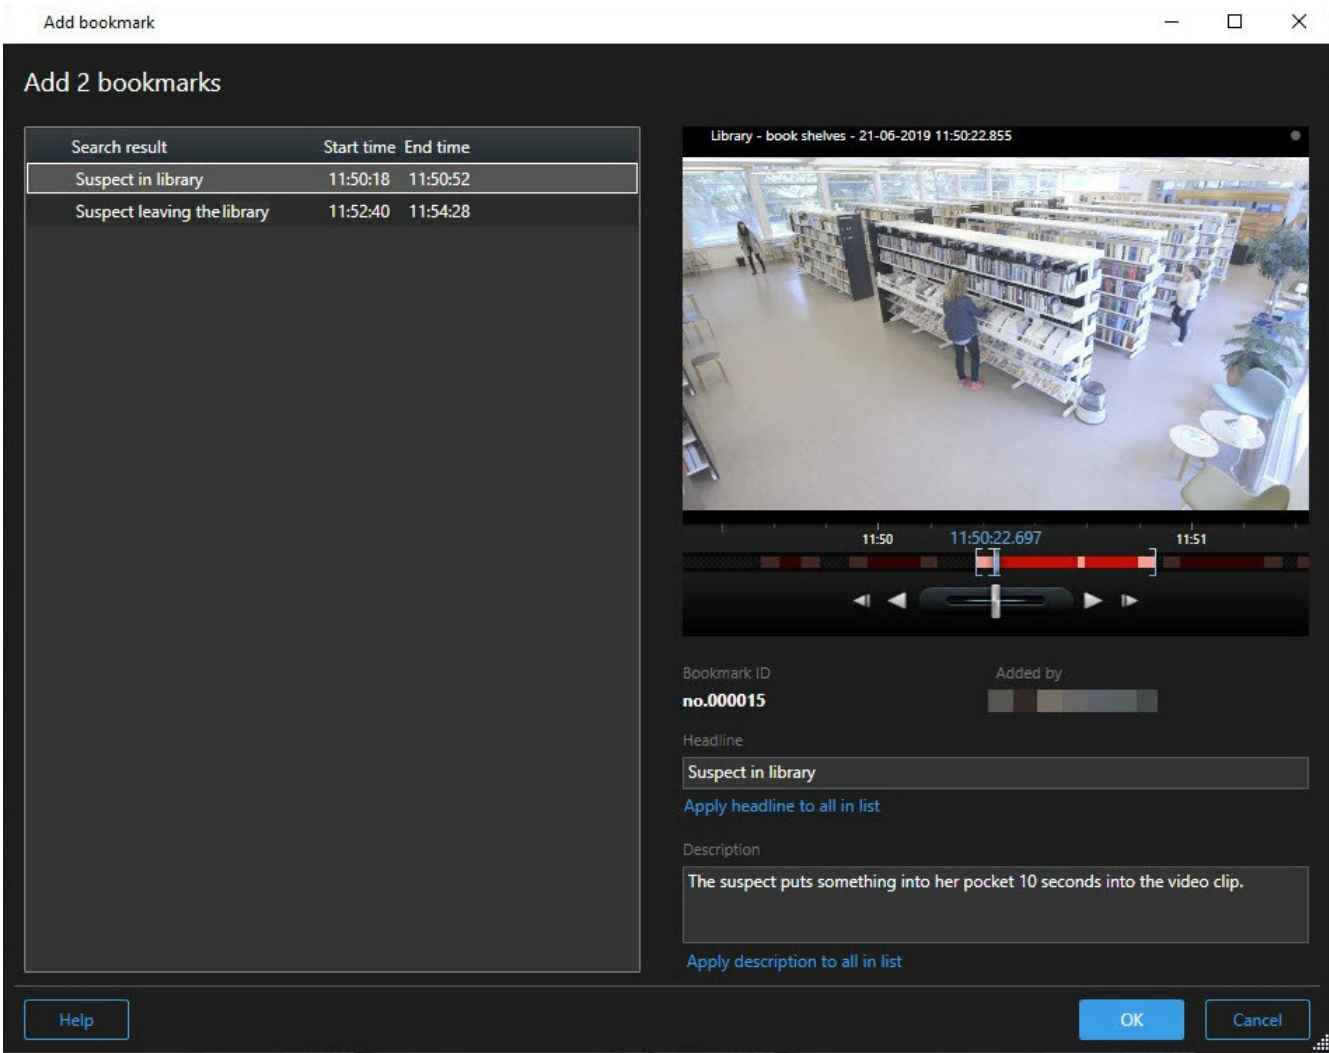 Add bookmark
Add 2 bookmarks
Search result Start time End time
Suspect in library 11:50:18 11:50:52
Suspect leaving the library 11:52:40 11:54:28
Library - book shelves - 21-06-2019 11:50:22.855
11:50 11:50:22.697 11:51
Bookmark ID Added by
no.000015
Headline
Suspect in library
Apply headline to all in list
Description
The suspect puts something into her pocket 10 seconds into the video clip.
Apply description to all in list
Help OK Cancel